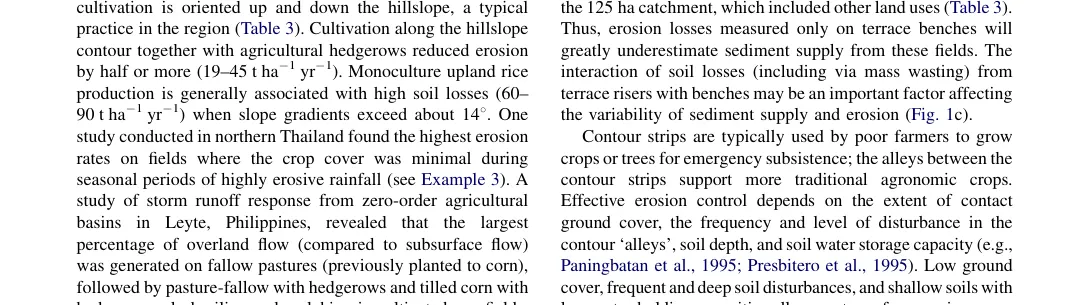 cultivation is oriented up and down the hillslope, a typical
practice in the region (Table 3). Cultivation along the hillslope
contour together with agricultural hedgerows reduced erosion
by half or more (19–45 t ha−1 yr−1). Monoculture upland rice
production is generally associated with high soil losses (60–
90 t ha−1 yr−1) when slope gradients exceed about 14°. One
study conducted in northern Thailand found the highest erosion
rates on fields where the crop cover was minimal during
seasonal periods of highly erosive rainfall (see Example 3). A
study of storm runoff response from zero-order agricultural
basins in Leyte, Philippines, revealed that the largest
percentage of overland flow (compared to subsurface flow)
was generated on fallow pastures (previously planted to corn),
followed by pasture-fallow with hedgerows and tilled corn with
the 125 ha catchment, which included other land uses (Table 3).
Thus, erosion losses measured only on terrace benches will
greatly underestimate sediment supply from these fields. The
interaction of soil losses (including via mass wasting) from
terrace risers with benches may be an important factor affecting
the variability of sediment supply and erosion (Fig. 1c).
Contour strips are typically used by poor farmers to grow
crops or trees for emergency subsistence; the alleys between the
contour strips support more traditional agronomic crops.
Effective erosion control depends on the extent of contact
ground cover, the frequency and level of disturbance in the
contour ‘alleys’, soil depth, and soil water storage capacity (e.g.,
Paningbatan et al., 1995; Presbitero et al., 1995). Low ground
cover, frequent and deep soil disturbances, and shallow soils with